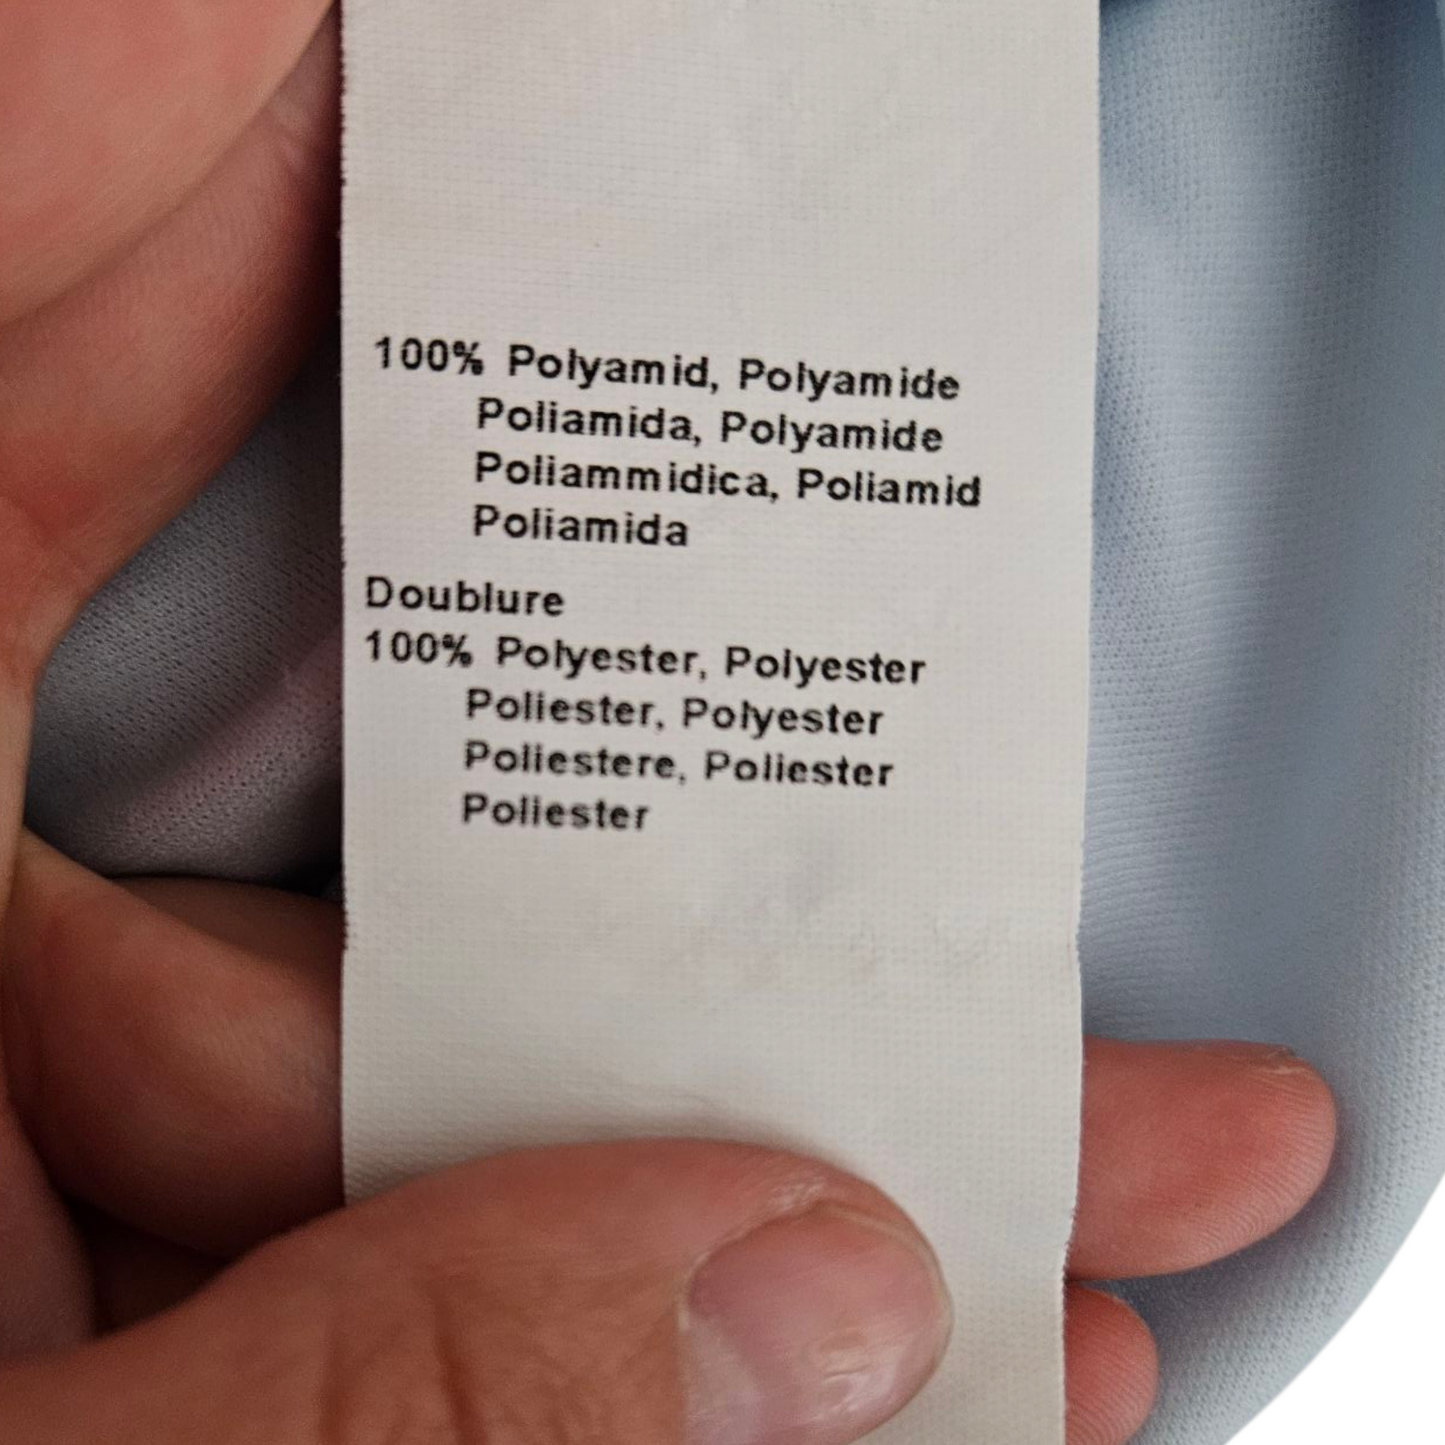 100% Polyamid, Polyamide
Poliamida, Polyamide
Poliammidica, Poliamid
Poliamida
Doublure
100% Polyester, Polyester
Poliester, Polyester
Poliestere, Poliester
Poliester